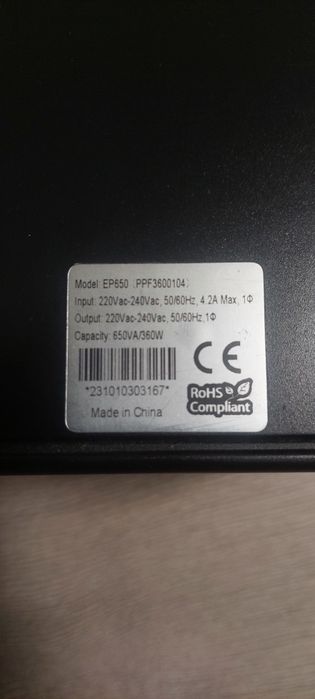 Model: EP650 (PPF3600104)
Input: 220Vac-240Vac, 50/60Hz, 4.2A Max, 1Φ
Output: 220Vac-240Vac, 50/60Hz,1Φ
Capacity: 650VA/360W
CE
*231010303167*
RoHS
Compliant
Made in China